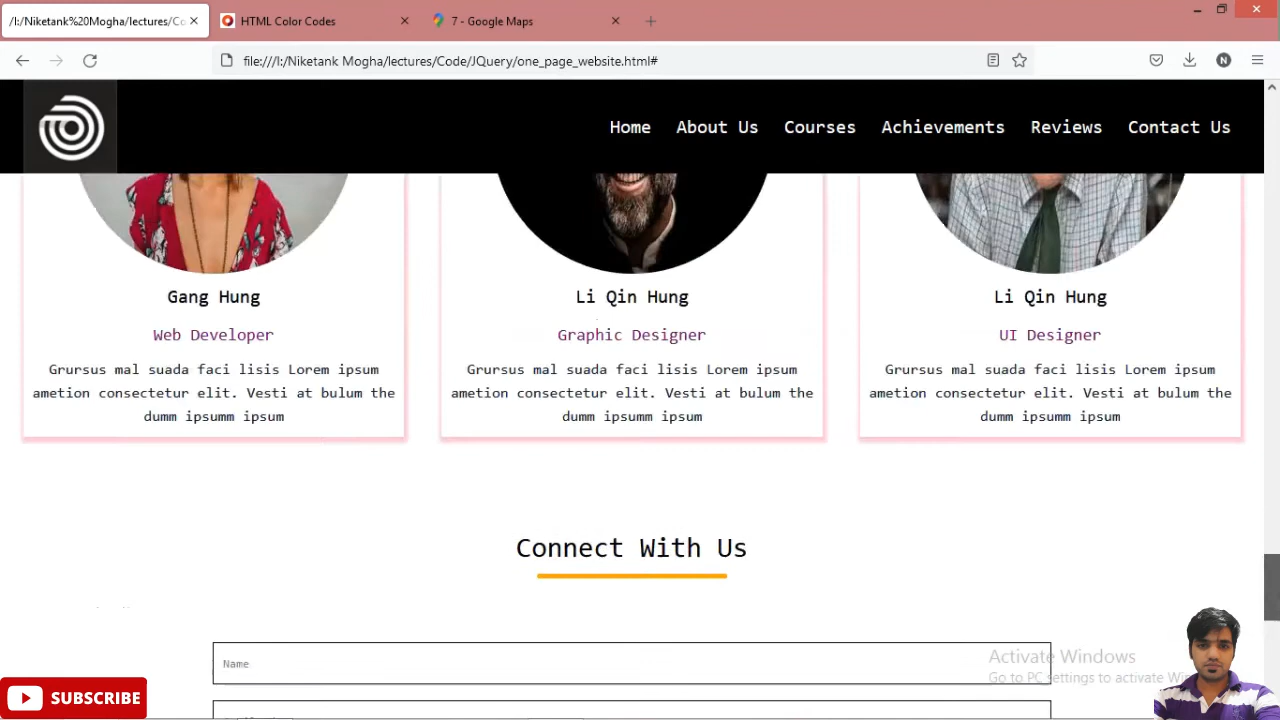 /I:/Niketank%20Mogha/lectures/Co
HTML Color Codes
7 - Google Maps
file:///I:/Niketank Mogha/lectures/Code/JQuery/one_page_website.html#
N
Home About Us Courses Achievements Reviews Contact Us
Gang Hung
Web Developer
Grursus mal suada faci lisis Lorem ipsum
ametion consectetur elit. Vesti at bulum the
dumm ipsumm ipsum
Li Qin Hung
Graphic Designer
Grursus mal suada faci lisis Lorem ipsum
ametion consectetur elit. Vesti at bulum the
dumm ipsumm ipsum
Li Qin Hung
UI Designer
Grursus mal suada faci lisis Lorem ipsum
ametion consectetur elit. Vesti at bulum the
dumm ipsumm ipsum
Connect With Us
Name
Activate Windows
Go to PC settings to activate
SUBSCRIBE